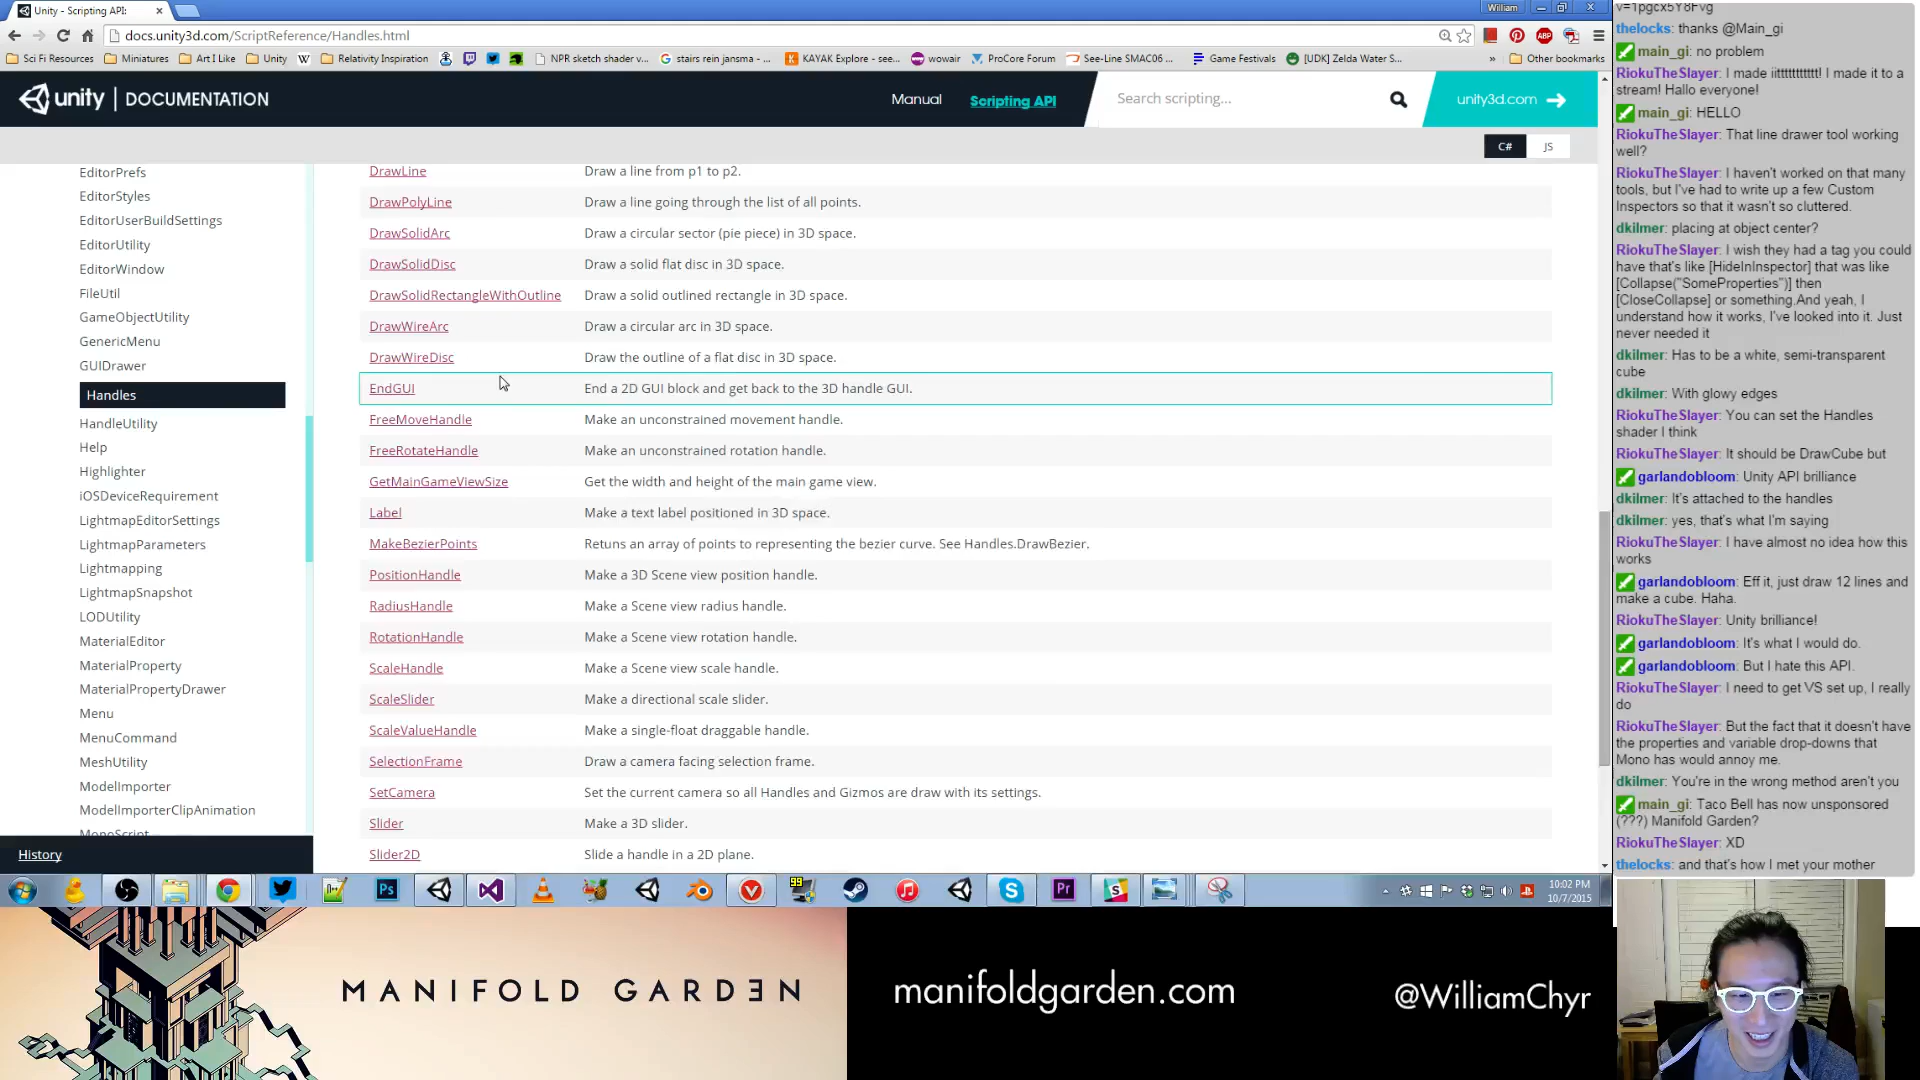 Unity - Scripting API:
William
docs.unity3d.com/ScriptReference/Handles.html
Sci Fi Resources
Miniatures
Art I Like
Unity
Relativity Inspiration
NPR sketch shader v...
stairs rein jansma - ...
KAYAK Explore - see...
wowair
ProCore Forum
See-Line SMAC06 ...
Game Festivals
[UDK] Zelda Water S...
Other bookmarks
unity | DOCUMENTATION
Manual
Scripting API
Search scripting...
unity3d.com
C#
JS
EditorPrefs
EditorStyles
EditorUserBuildSettings
EditorUtility
EditorWindow
FileUtil
GameObjectUtility
GenericMenu
GUIDrawer
Handles
HandleUtility
Help
Highlighter
iOSDeviceRequirement
LightmapEditorSettings
LightmapParameters
Lightmapping
LightmapSnapshot
LODUtility
MaterialEditor
MaterialProperty
MaterialPropertyDrawer
Menu
MenuCommand
MeshUtility
ModelImporter
ModelImporterClipAnimation
MonoScript
History
DrawLine Draw a line from p1 to p2.
DrawPolyLine Draw a line going through the list of all points.
DrawSolidArc Draw a circular sector (pie piece) in 3D space.
DrawSolidDisc Draw a solid flat disc in 3D space.
DrawSolidRectangleWithOutline Draw a solid outlined rectangle in 3D space.
DrawWireArc Draw a circular arc in 3D space.
DrawWireDisc Draw the outline of a flat disc in 3D space.
EndGUI End a 2D GUI block and get back to the 3D handle GUI.
FreeMoveHandle Make an unconstrained movement handle.
FreeRotateHandle Make an unconstrained rotation handle.
GetMainGameViewSize Get the width and height of the main game view.
Label Make a text label positioned in 3D space.
MakeBezierPoints Retuns an array of points to representing the bezier curve. See Handles.DrawBezier.
PositionHandle Make a 3D Scene view position handle.
RadiusHandle Make a Scene view radius handle.
RotationHandle Make a Scene view rotation handle.
ScaleHandle Make a Scene view scale handle.
ScaleSlider Make a directional scale slider.
ScaleValueHandle Make a single-float draggable handle.
SelectionFrame Draw a camera facing selection frame.
SetCamera Set the current camera so all Handles and Gizmos are draw with its settings.
Slider Make a 3D slider.
Slider2D Slide a handle in a 2D plane.
v=1pgcx5Y8Fvg
thelocks: thanks @Main_gi
main_gi: no problem
RiokuTheSlayer: I made iitttttttttt! I made it to a
stream! Hallo everyone!
main_gi: HELLO
RiokuTheSlayer: That line drawer tool working
well?
RiokuTheSlayer: I haven't worked on that many
tools, but I've had to write up a few Custom
Inspectors so that it wasn't so cluttered.
dkilmer: placing at object center?
RiokuTheSlayer: I wish they had a tag you could
have that's like [HideInInspector] that was like
[Collapse("SomeProperties")] then
[CloseCollapse] or something.And yeah, I
understand how it works, I've looked into it. Just
never needed it
dkilmer: Has to be a white, semi-transparent
cube
dkilmer: With glowy edges
RiokuTheSlayer: You can set the Handles
shader I think
RiokuTheSlayer: It should be DrawCube but
garlandobloom: Unity API brilliance
dkilmer: It's attached to the handles
dkilmer: yes, that's what I'm saying
RiokuTheSlayer: I have almost no idea how this
works
garlandobloom: Eff it, just draw 12 lines and
make a cube. Haha.
RiokuTheSlayer: Unity brilliance!
garlandobloom: It's what I would do.
garlandobloom: But I hate this API.
RiokuTheSlayer: I need to get VS set up, I really
do
RiokuTheSlayer: But the fact that it doesn't have
the properties and variable drop-downs that
Mono has would annoy me.
dkilmer: You're in the wrong method aren't you
main_gi: Taco Bell has now unsponsored
(???) Manifold Garden?
RiokuTheSlayer: XD
thelocks: and that's how I met your mother
10:02 PM
10/7/2015
MANIFOLD GARDEN
manifoldgarden.com
@WilliamChyr